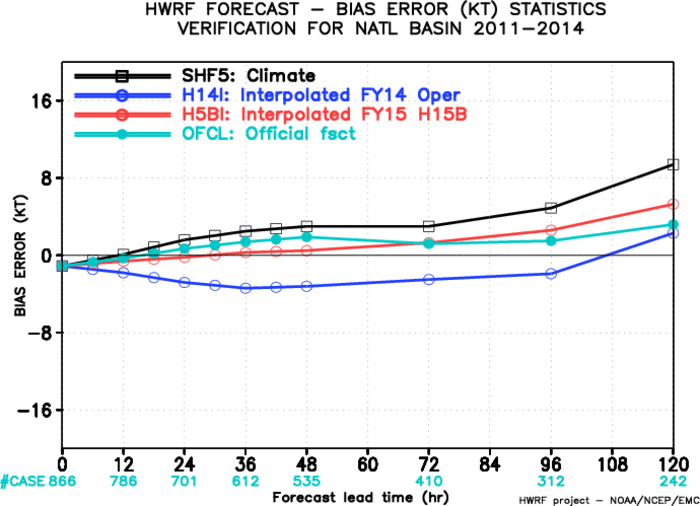 HWRF FORECAST – BIAS ERROR (KT) STATISTICS
VERIFICATION FOR NATL BASIN 2011–2014
SHF5: Climate
H14I: Interpolated FY14 Oper
H5BI: Interpolated FY15 H15B
OFCL: Official fsct
BIAS ERROR (KT)
16
8
0
−8
−16
0 12 24 36 48 60 72 84 96 108 120
#CASE 866 786 701 612 535 410 312 242
Forecast lead time (hr)
HWRF project – NOAA/NCEP/EMC